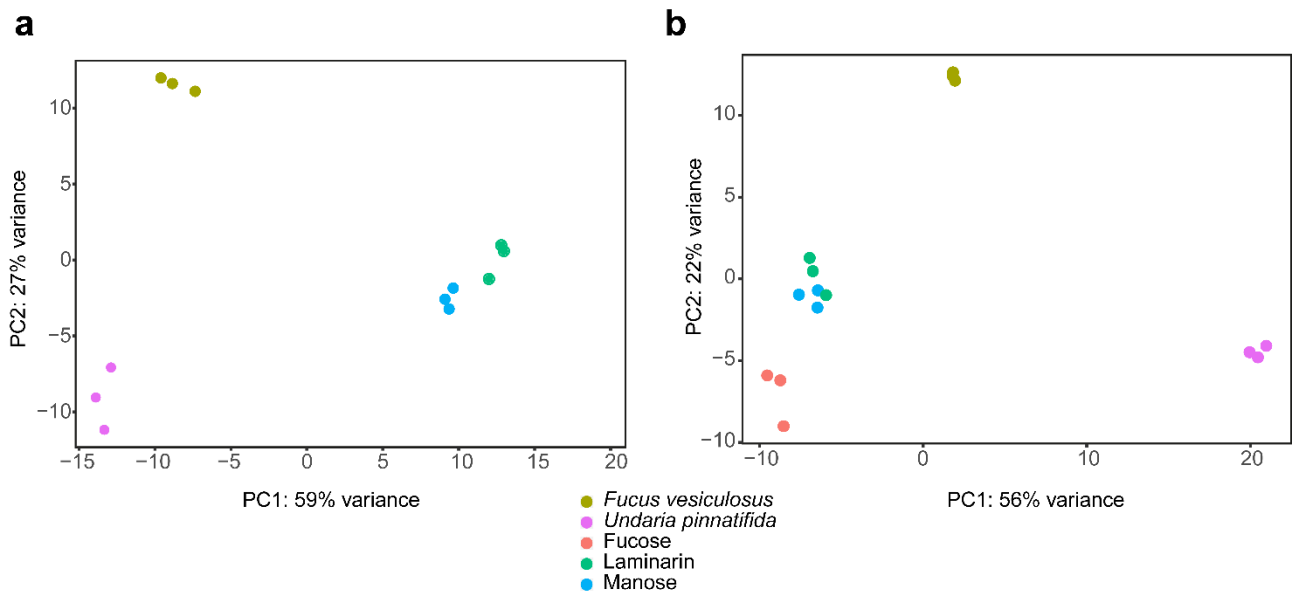 a
b
10
5
0
−5
−10
PC2: 27% variance
−15 −10 −5 0 5 10 15 20
PC1: 59% variance
10
5
0
−5
−10
PC2: 22% variance
−10 0 10 20
PC1: 56% variance
Fucus vesiculosus
Undaria pinnatifida
Fucose
Laminarin
Manose